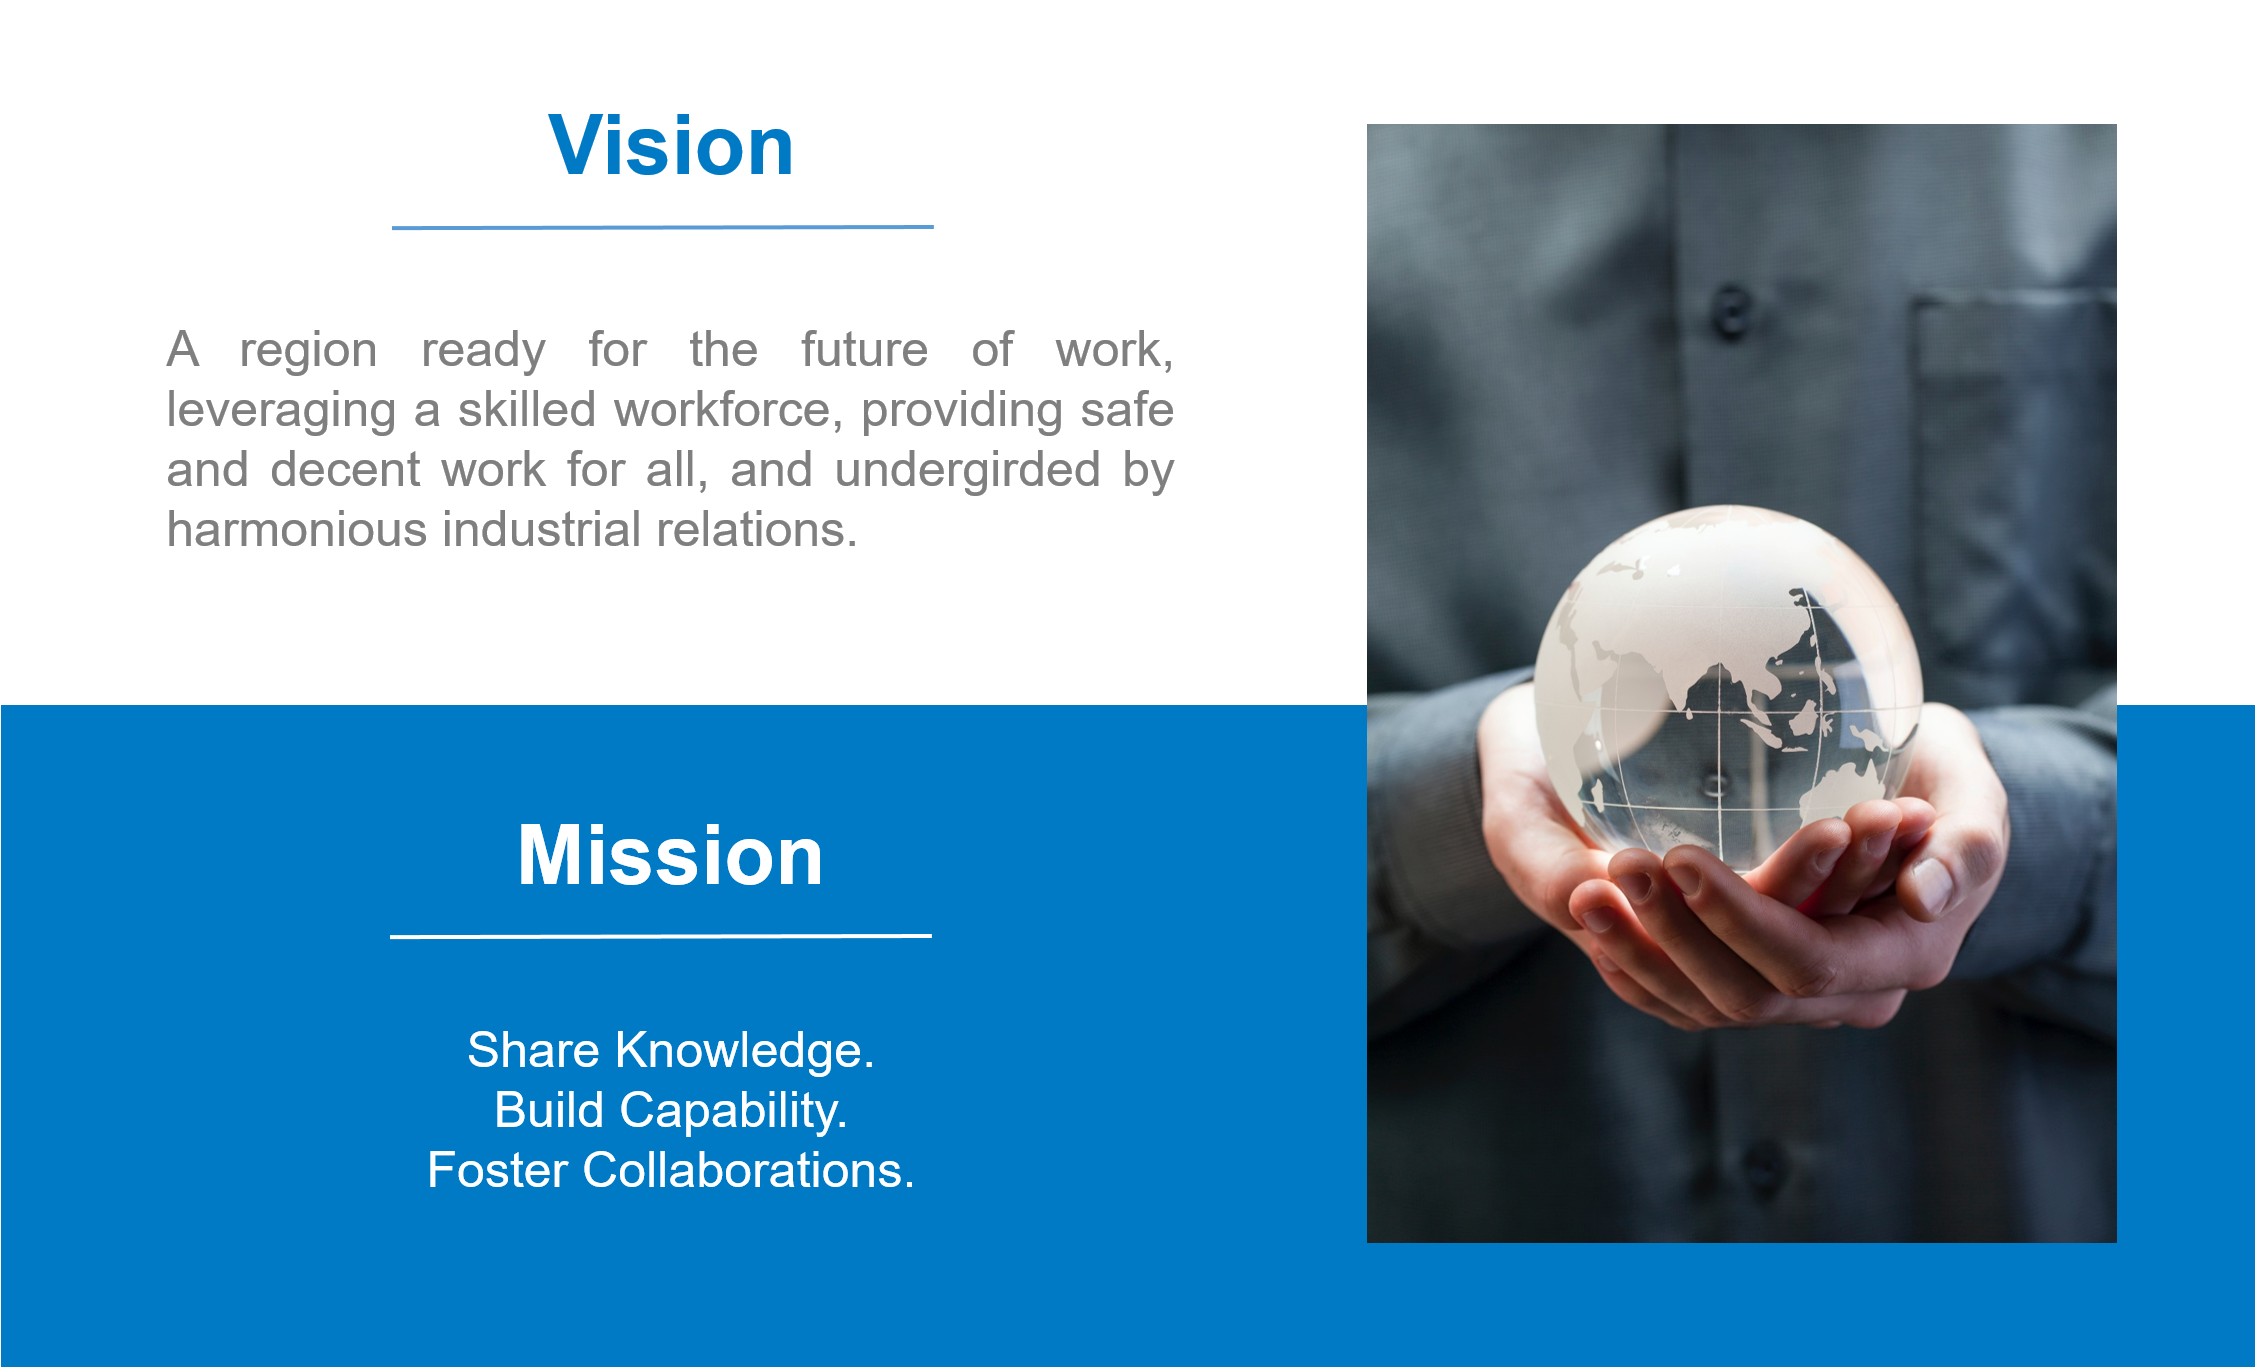 Vision
A region ready for the future of work,
leveraging a skilled workforce, providing safe
and decent work for all, and undergirded by
harmonious industrial relations.
Mission
Share Knowledge.
Build Capability.
Foster Collaborations.